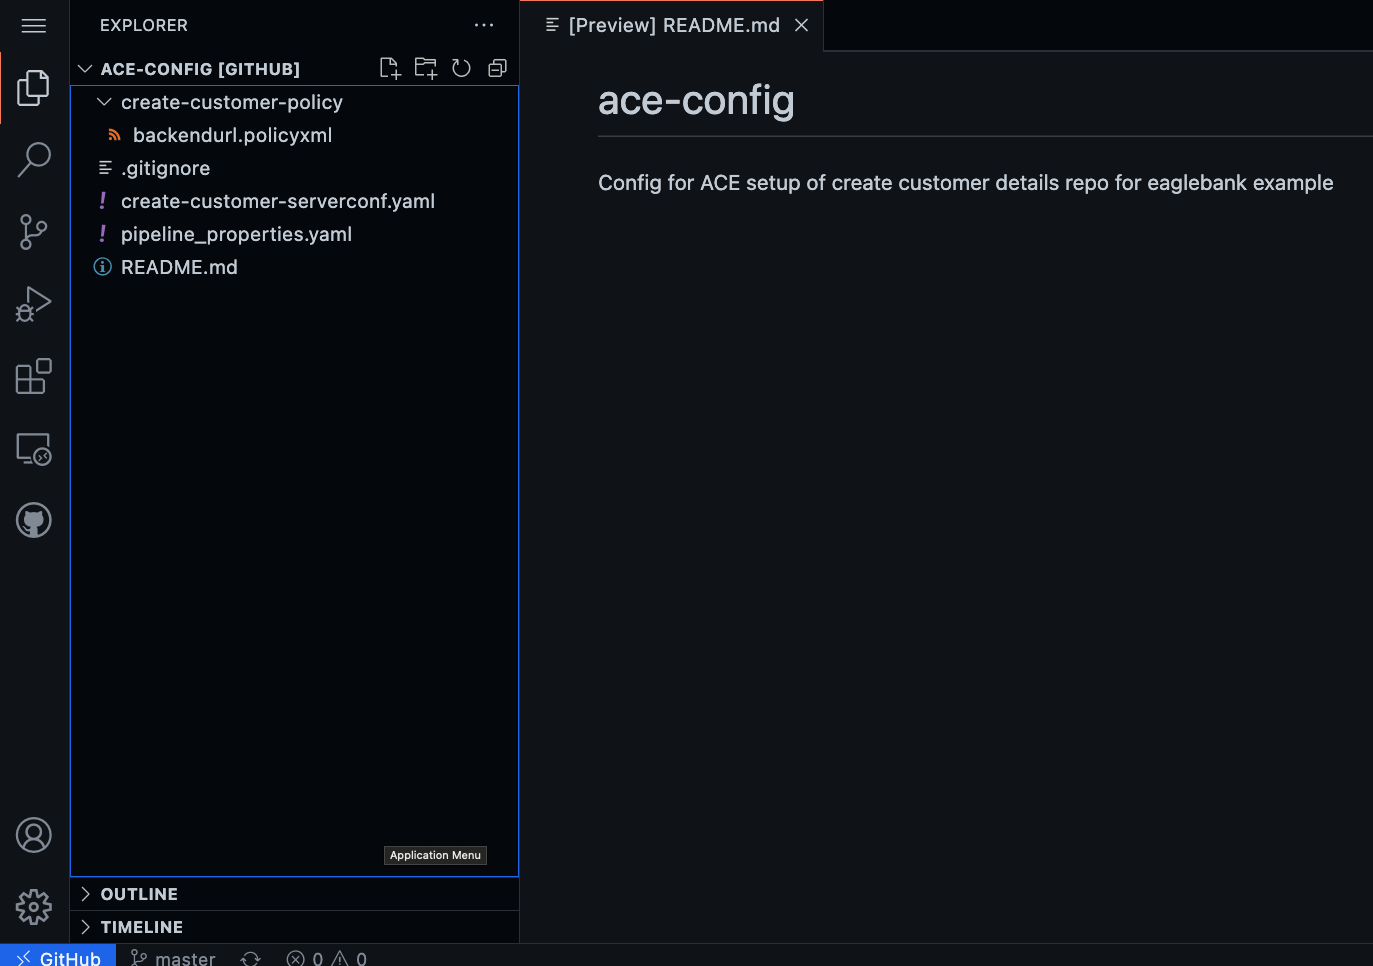 EXPLORER
ACE-CONFIG [GITHUB]
create-customer-policy
backendurl.policyxml
.gitignore
create-customer-serverconf.yaml
pipeline_properties.yaml
README.md
Application Menu
OUTLINE
TIMELINE
[Preview] README.md
ace-config
Config for ACE setup of create customer details repo for eaglebank example
GitHub master 0 0